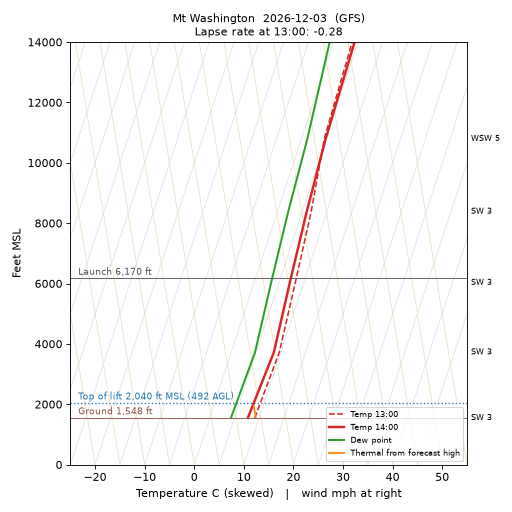 Mt Washington  2026-12-03  (GFS)
Lapse rate at 13:00: -0.28
14000
12000
10000
8000
6000
4000
2000
0
Feet MSL
WSW 5
SW 3
SW 3
SW 3
SW 3
Launch 6,170 ft
Top of lift 2,040 ft MSL (492 AGL)
Ground 1,548 ft
Temp 13:00
Temp 14:00
Dew point
Thermal from forecast high
−20 −10 0 10 20 30 40 50
Temperature C (skewed)   |   wind mph at right